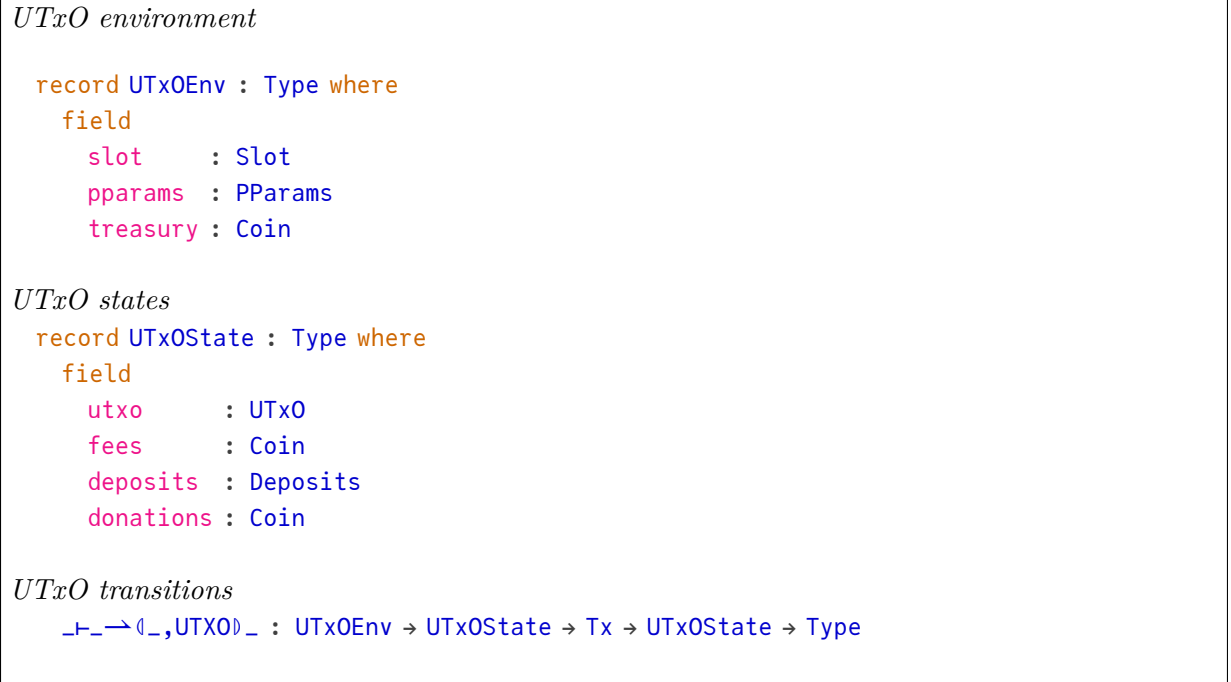 UTxO environment
record UTxOEnv : Type where
field
slot : Slot
pparams : PParams
treasury : Coin
UTxO states
record UTxOState : Type where
field
utxo : UTxO
fees : Coin
deposits : Deposits
donations : Coin
UTxO transitions
_⊢_⇀⦇_,UTXO⦈_ : UTxOEnv → UTxOState → Tx → UTxOState → Type